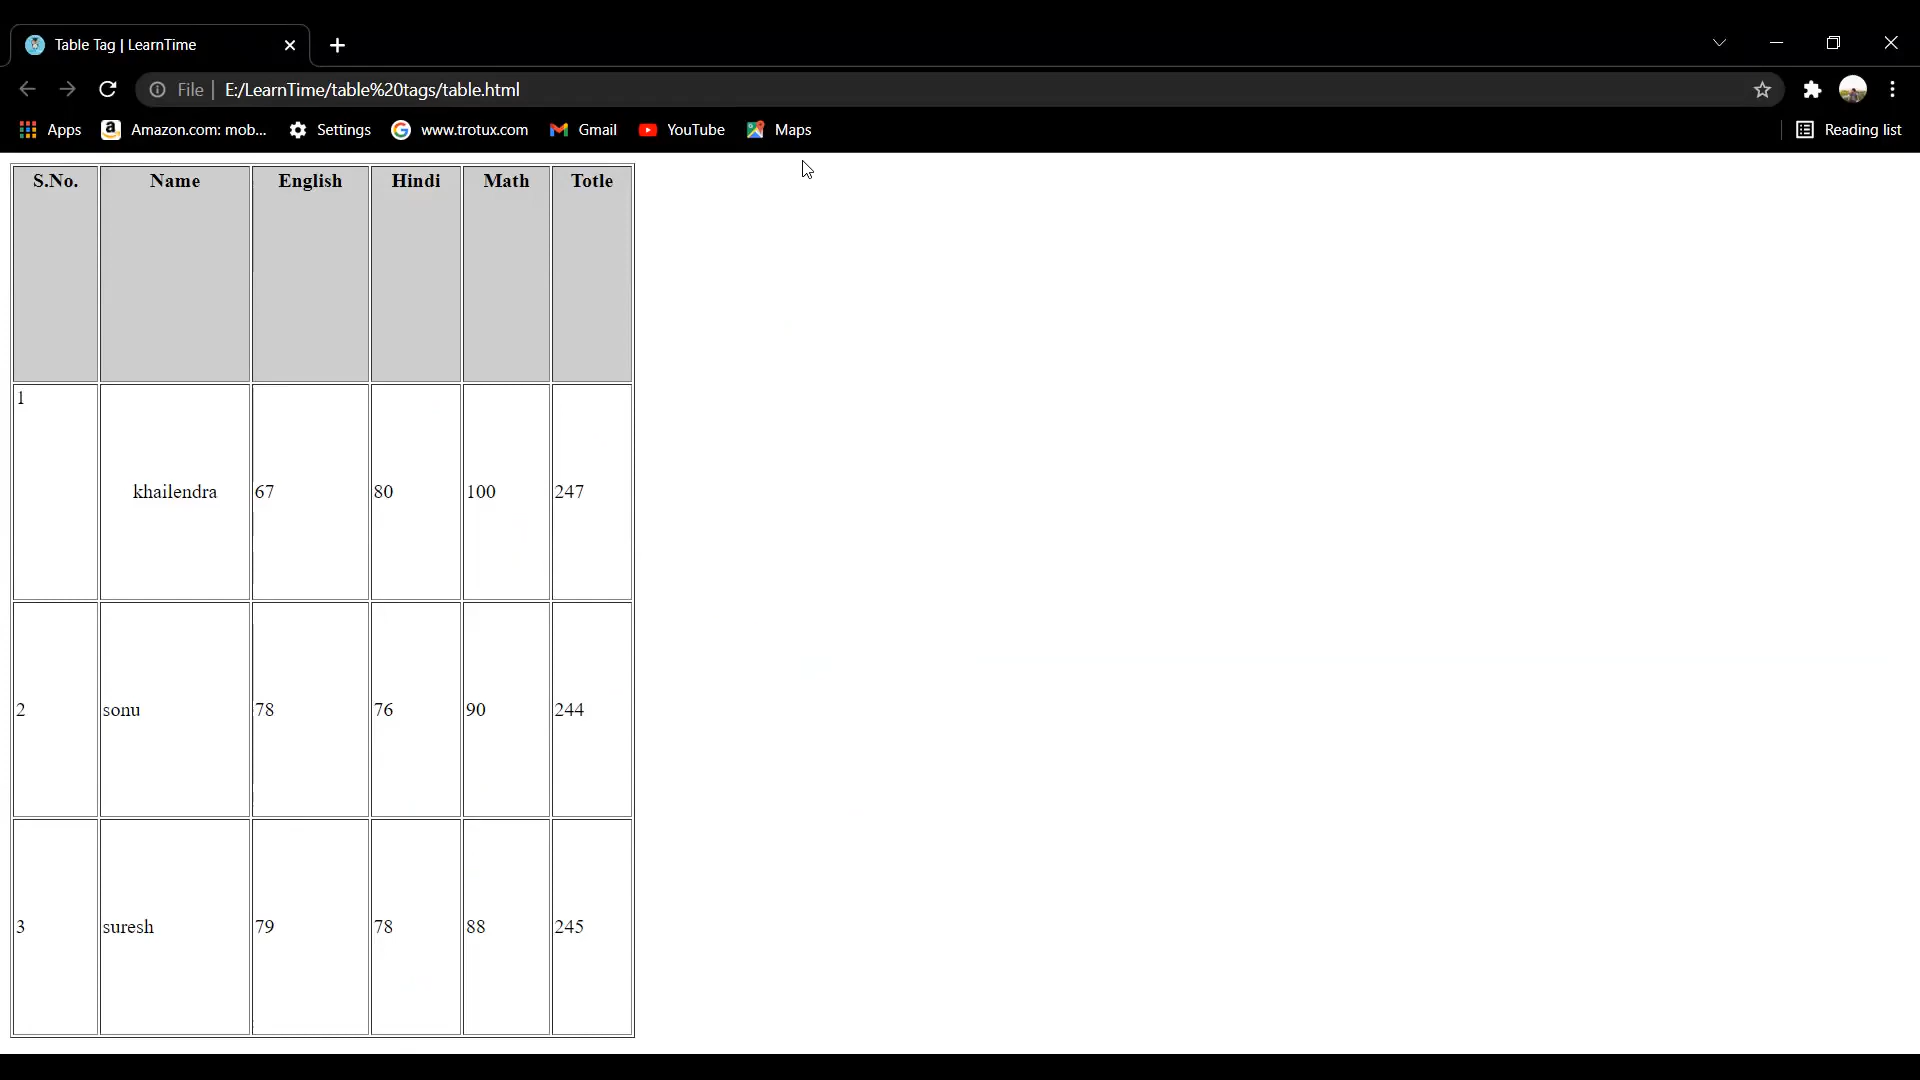 Table Tag | LearnTime
File | E:/LearnTime/table%20tags/table.html
Apps Amazon.com: mob... Settings www.trotux.com Gmail YouTube Maps Reading list
S.No. Name English Hindi Math Totle
1 khailendra 67 80 100 247
2 sonu 78 76 90 244
3 suresh 79 78 88 245